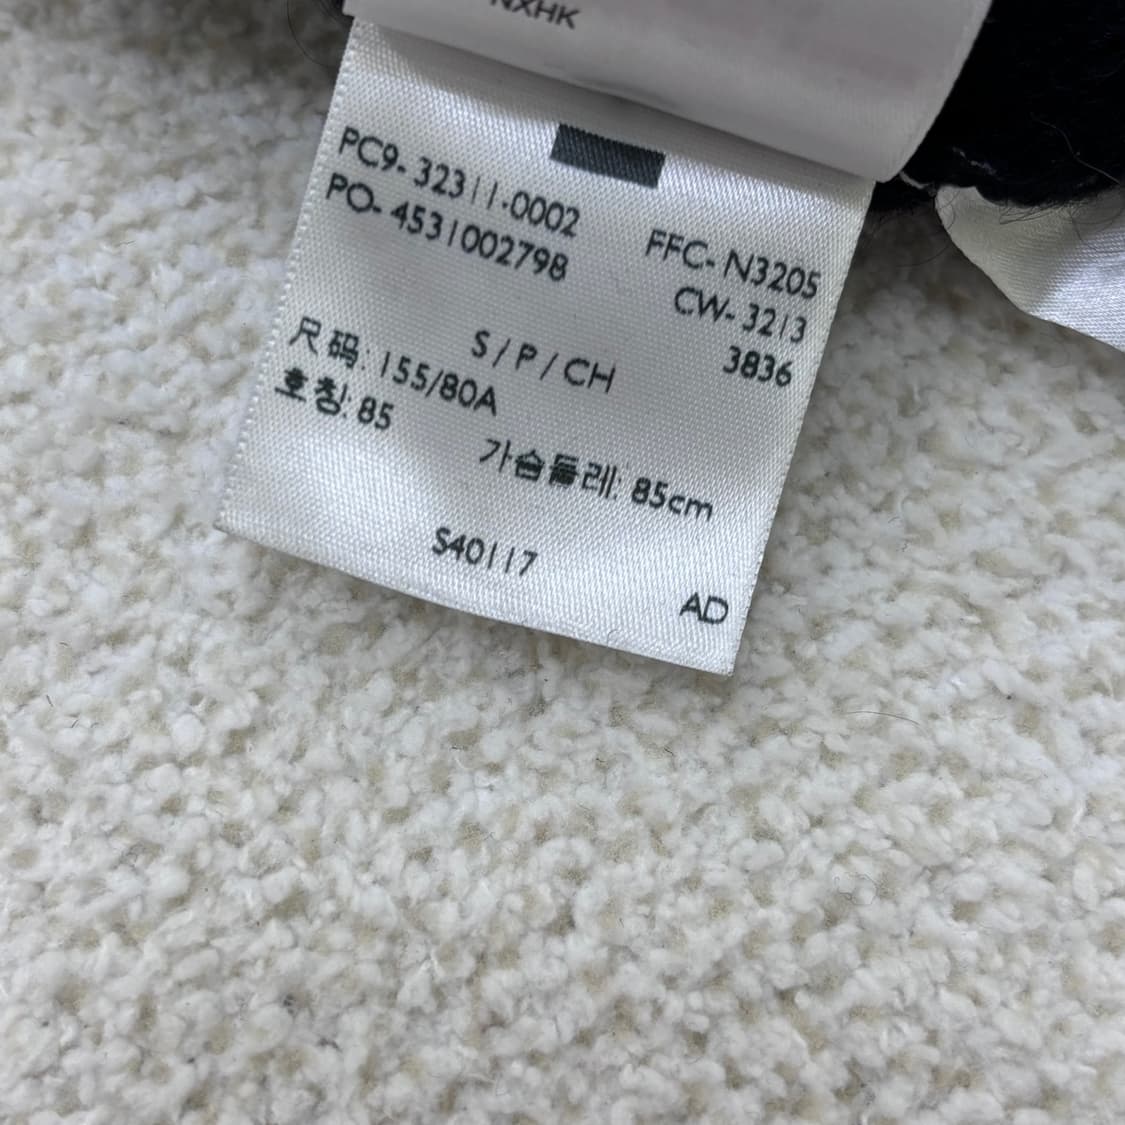 NXHK
PC9- 32311-0002
PO- 4531002798
FFC- N3205
CW- 3213
3836
S / P / CH
尺码: 155/80A
호칭: 85
가슴둘레: 85cm
S40117
AD